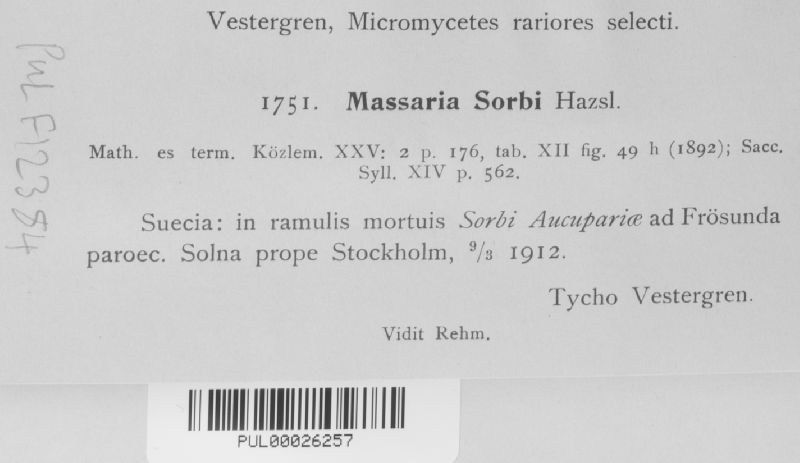 Vestergren, Micromycetes rariores selecti.
1751. Massaria Sorbi Hazsl.
Math. es term. Közlem. XXV: 2 p. 176, tab. XII fig. 49 h (1892); Sacc.
Syll. XIV p. 562.
Suecia: in ramulis mortuis Sorbi Aucupariæ ad Frösunda
paroec. Solna prope Stockholm, 9/3 1912.
Tycho Vestergren.
Vidit Rehm.
PUL F12384
PUL00026257